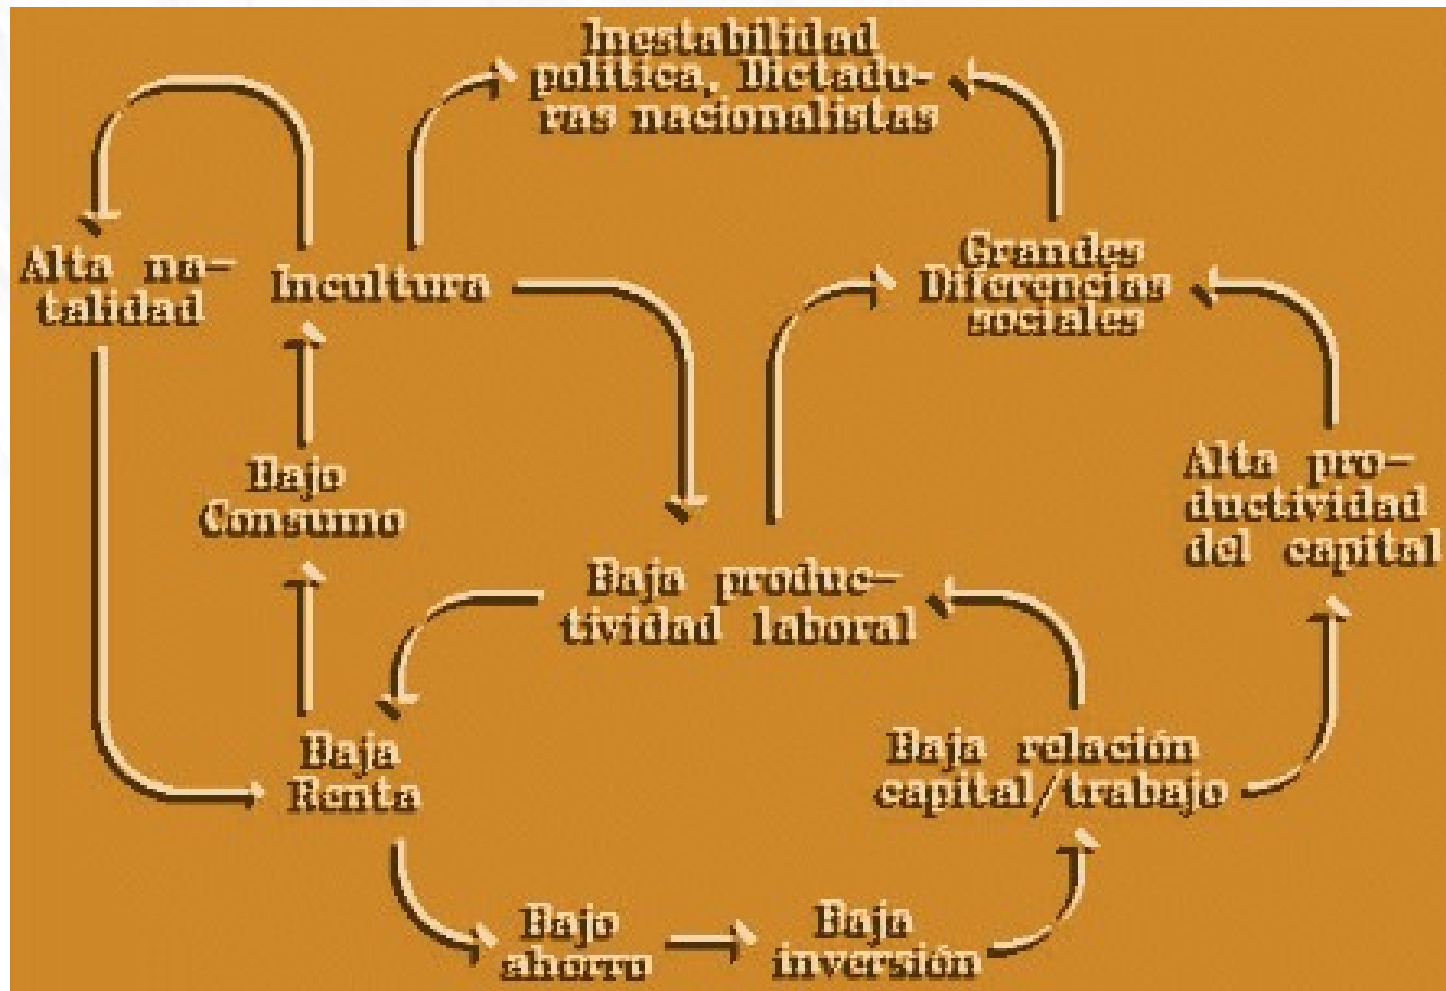 Inestabilidad
política, Dictadu-
ras nacionalistas
Alta na-
talidad
Incultura
Grandes
Diferencias
sociales
Bajo
Consumo
Alta pro-
ductividad
del capital
Baja produc-
tividad laboral
Baja
Renta
Baja relación
capital/trabajo
Bajo
ahorro
Baja
inversión